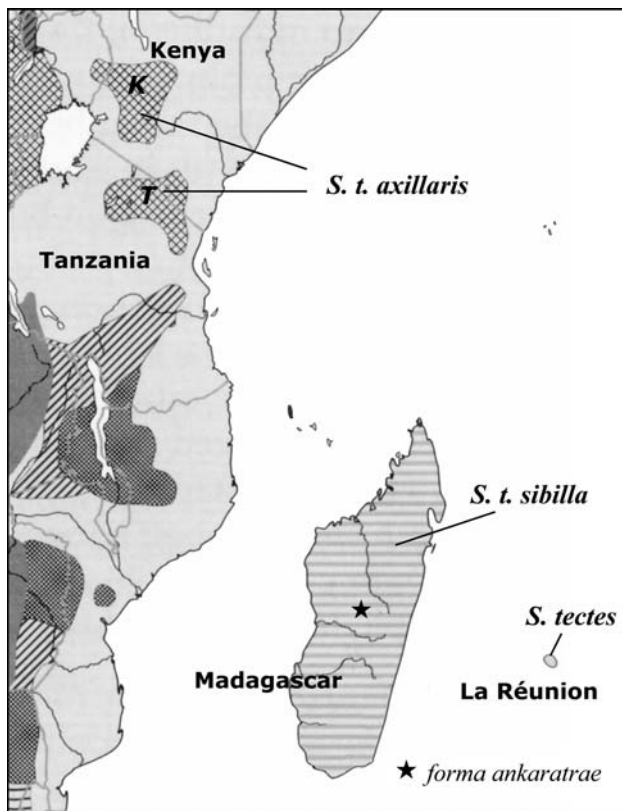 Kenya
K
S. t. axillaris
T
Tanzania
S. t. sibilla
S. tectes
Madagascar
La Réunion
forma ankaratrae